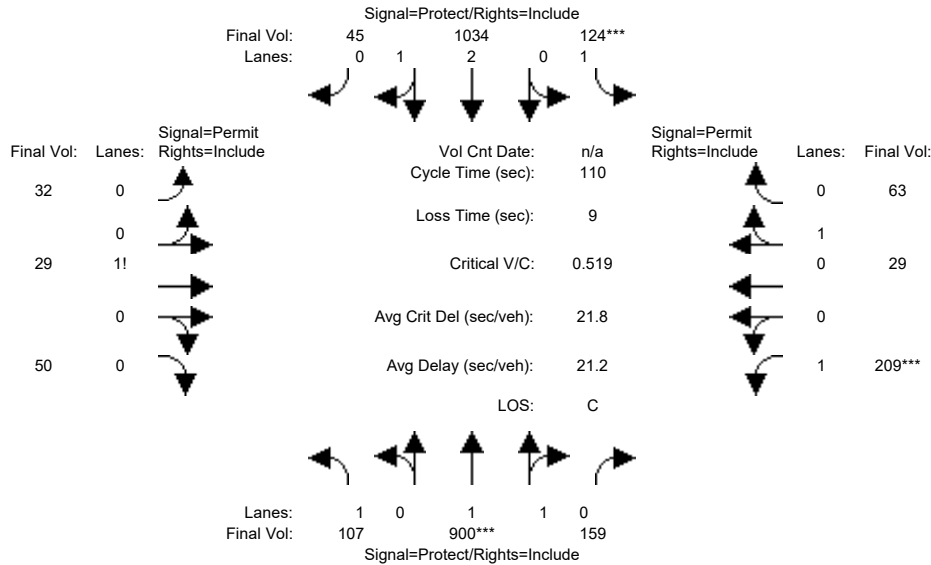 Signal=Protect/Rights=Include
Final Vol: 45 1034 124***
Lanes: 0 1 2 0 1
Signal=Permit Signal=Permit
Final Vol: Lanes: Rights=Include Vol Cnt Date: n/a Rights=Include Lanes: Final Vol:
Cycle Time (sec): 110
32 0 0 63
Loss Time (sec): 9
0 1
29 1! Critical V/C: 0.519 0 29
0 Avg Crit Del (sec/veh): 21.8 0
50 0 Avg Delay (sec/veh): 21.2 1 209***
LOS: C
Lanes: 1 0 1 1 0
Final Vol: 107 900*** 159
Signal=Protect/Rights=Include